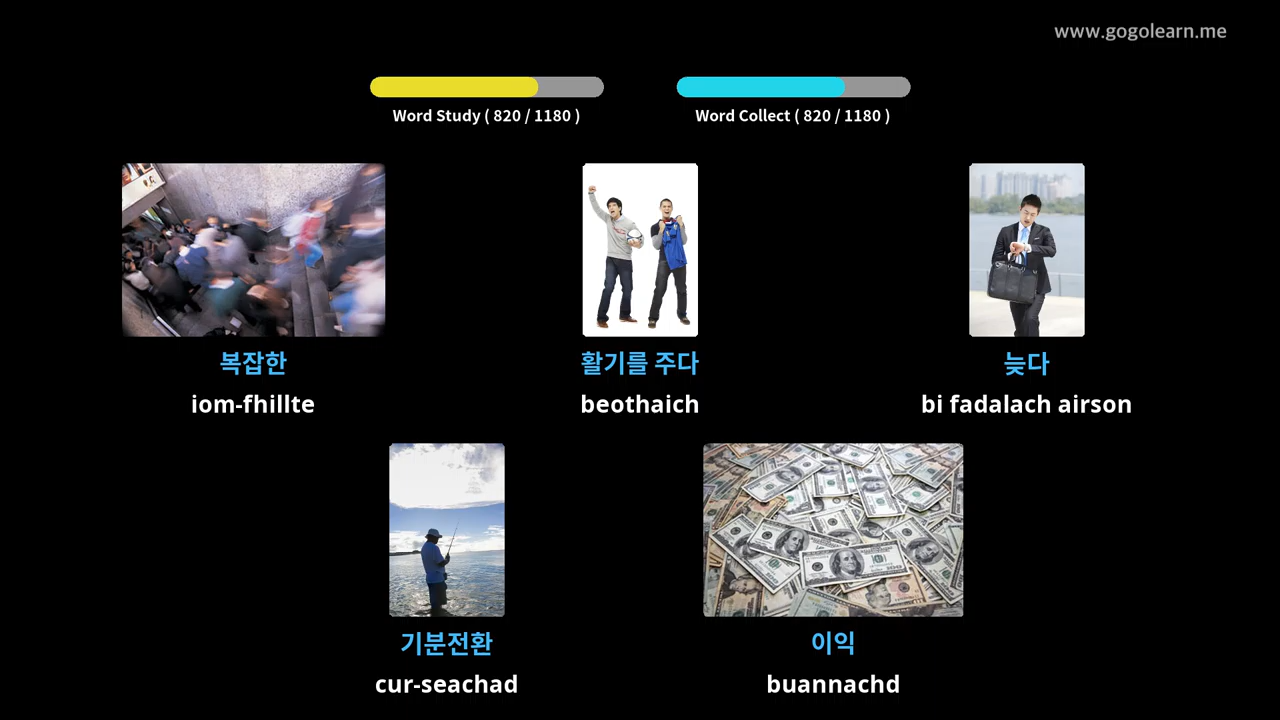 www.gogolearn.me
Word Study ( 820 / 1180 )
Word Collect ( 820 / 1180 )
복잡한
iom-fhillte
활기를 주다
beothaich
늦다
bi fadalach airson
기분전환
cur-seachad
이익
buannachd